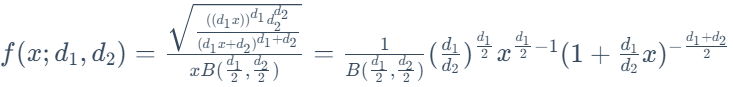 $f(x; d_1, d_2) = \frac{\sqrt{\frac{((d_1 x))^{d_1} d_2^{d_2}}{(d_1 x + d_2)^{d_1 + d_2}}}}{x B(\frac{d_1}{2}, \frac{d_2}{2})} = \frac{1}{B(\frac{d_1}{2}, \frac{d_2}{2})} (\frac{d_1}{d_2})^{\frac{d_1}{2}} x^{\frac{d_1}{2} - 1} (1 + \frac{d_1}{d_2} x)^{-\frac{d_1 + d_2}{2}}$